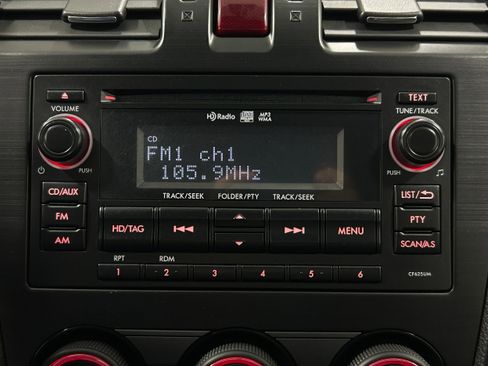 TEXT
VOLUME
HD Radio
MP3
WMA
TUNE/TRACK
CD
FM1 ch1
105.9MHz
PUSH
PUSH
CD/AUX
TRACK/SEEK
FOLDER/PTY
TRACK/SEEK
LIST/
FM
HD/TAG
MENU
PTY
AM
SCAN/A.S
RPT
RDM
1
2
3
4
5
6
CF625UM